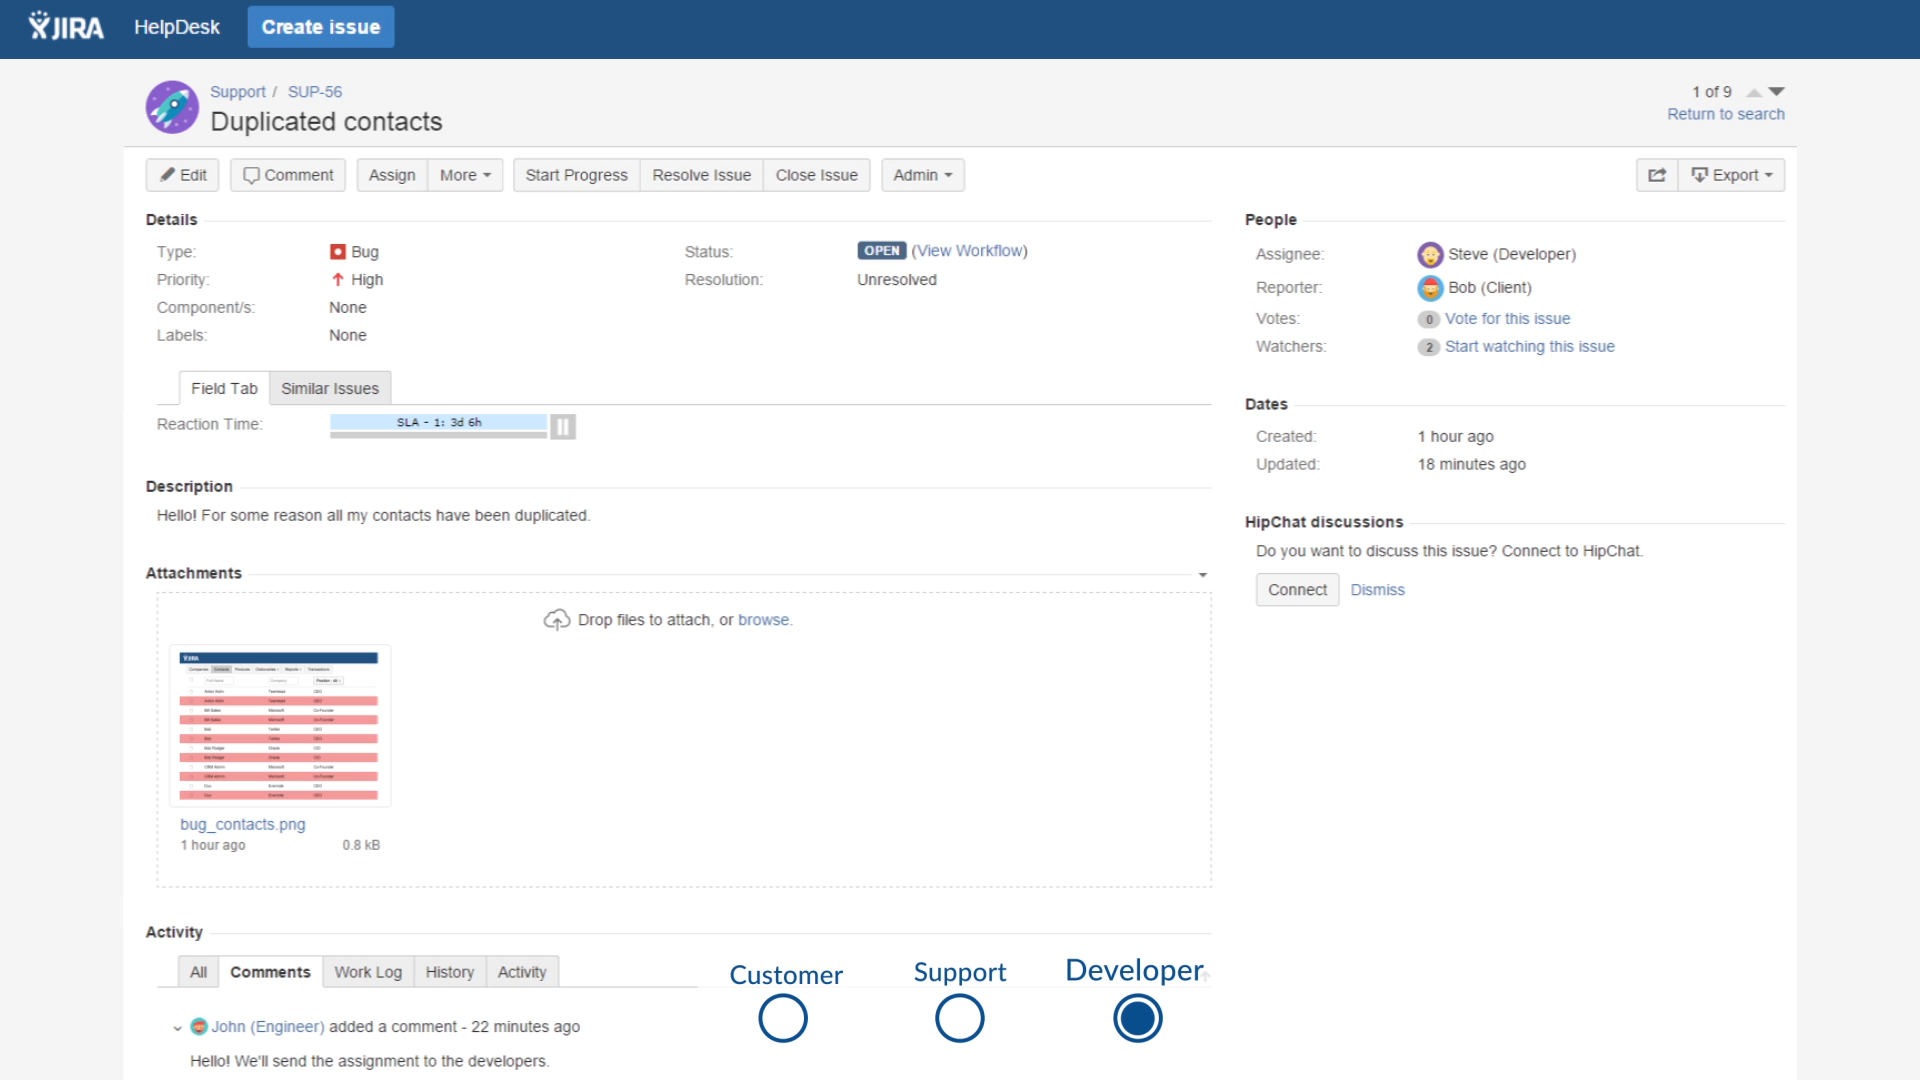 JIRA HelpDesk Create issue
Support / SUP-56
Duplicated contacts
1 of 9
Return to search
Edit Comment Assign More Start Progress Resolve Issue Close Issue Admin Export
Details
Type: Bug
Priority: High
Component/s: None
Labels: None
Status: OPEN (View Workflow)
Resolution: Unresolved
Field Tab Similar Issues
Reaction Time: SLA - 1: 3d 6h
Description
Hello! For some reason all my contacts have been duplicated.
Attachments
Drop files to attach, or browse.
JIRA
bug_contacts.png
1 hour ago 0.8 kB
Activity
All Comments Work Log History Activity
John (Engineer) added a comment - 22 minutes ago
Hello! We'll send the assignment to the developers.
People
Assignee: Steve (Developer)
Reporter: Bob (Client)
Votes: 0 Vote for this issue
Watchers: 2 Start watching this issue
Dates
Created: 1 hour ago
Updated: 18 minutes ago
HipChat discussions
Do you want to discuss this issue? Connect to HipChat.
Connect Dismiss
Customer Support Developer